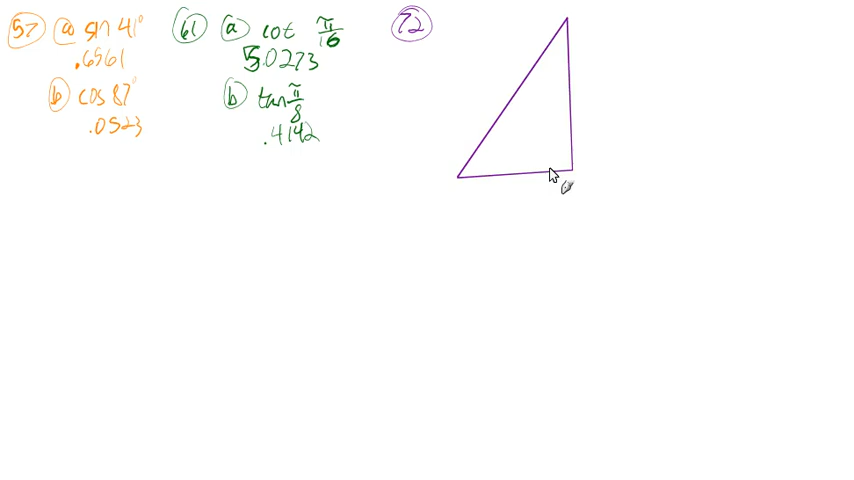 57 a sin 41°
.6561
b cos 87°
.0523
61 a cot π/16
5.0273
b tan π/8
.4142
72